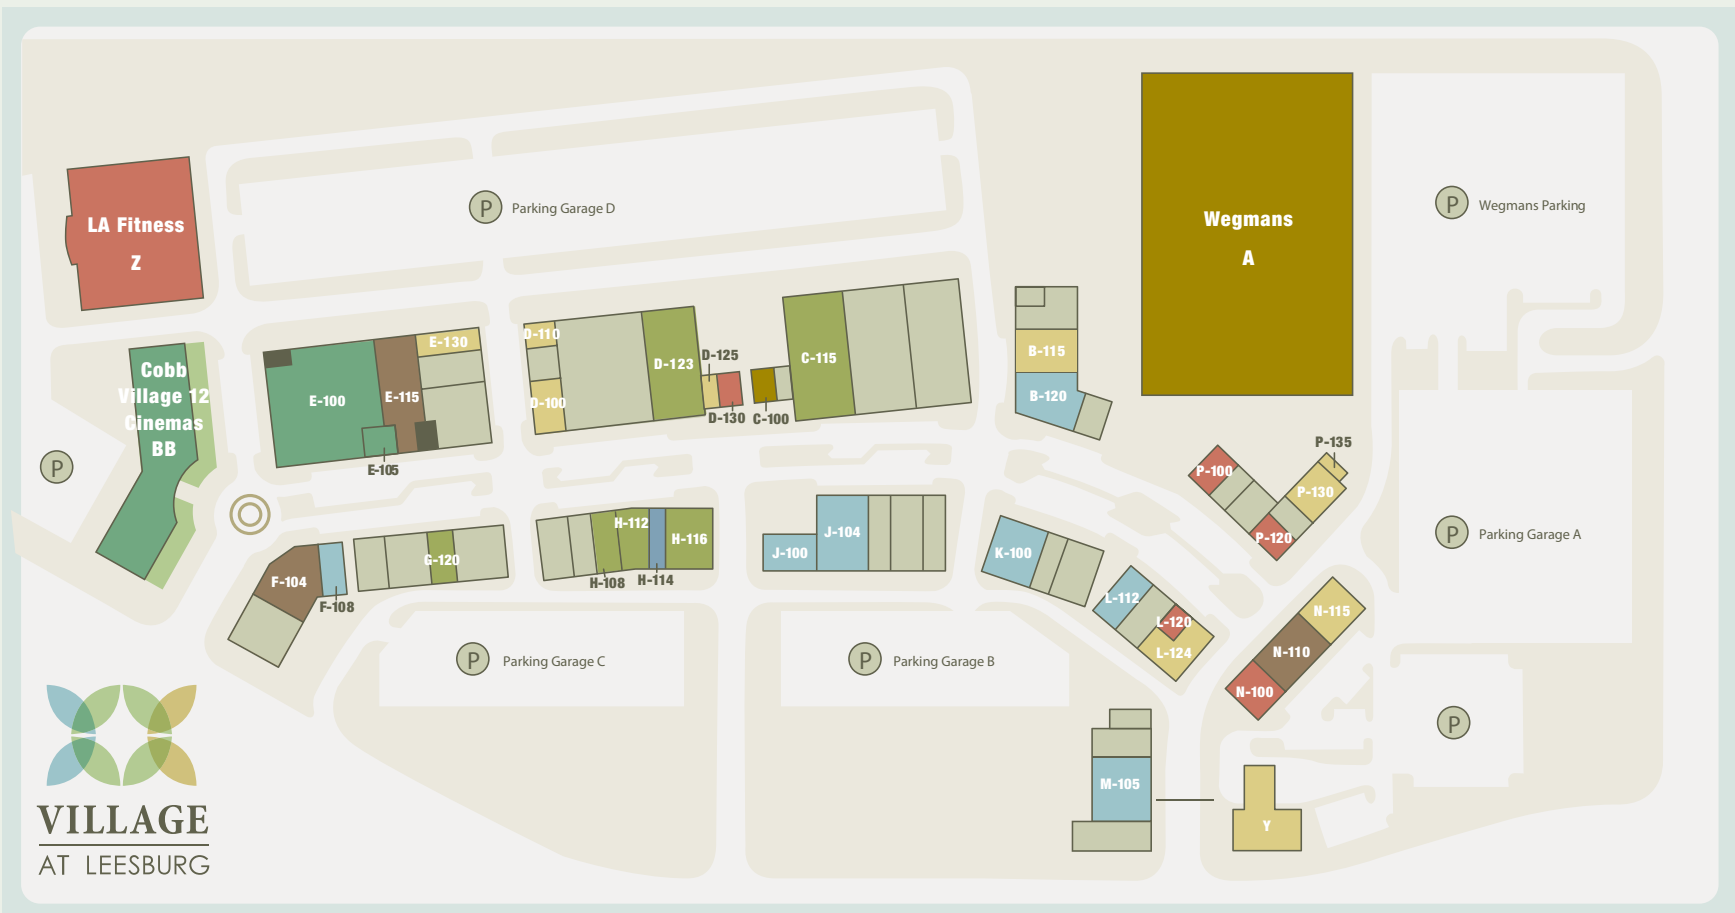 P Parking Garage D
P Wegmans Parking
LA Fitness
Z
Wegmans
A
Cobb
Village 12
Cinemas
BB
P
E-100
E-105
E-115
E-130
D-110
D-100
D-123
D-125
D-130
C-100
C-115
B-115
B-120
P-100
P-120
P-130
P-135
P Parking Garage A
F-104
F-108
G-120
H-108
H-112
H-114
H-116
J-100
J-104
K-100
L-112
L-120
L-124
N-115
N-110
N-100
P Parking Garage C
P Parking Garage B
P
M-105
Y
VILLAGE
AT LEESBURG